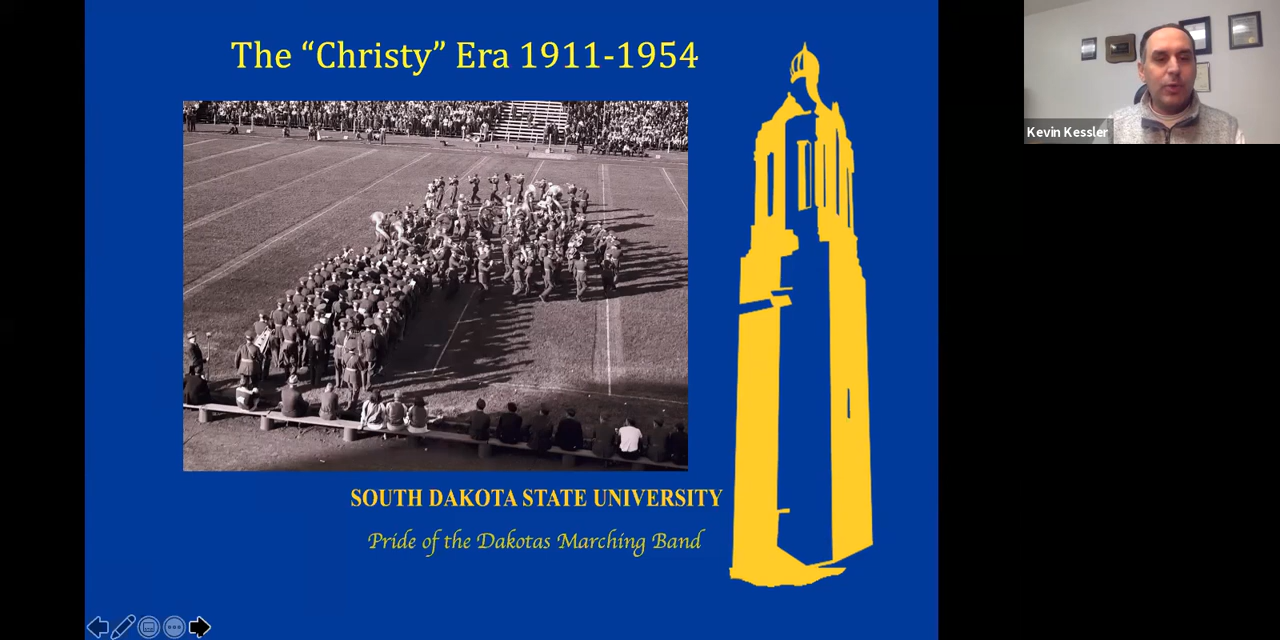 The “Christy” Era 1911-1954
Kevin Kessler
SOUTH DAKOTA STATE UNIVERSITY
Pride of the Dakotas Marching Band